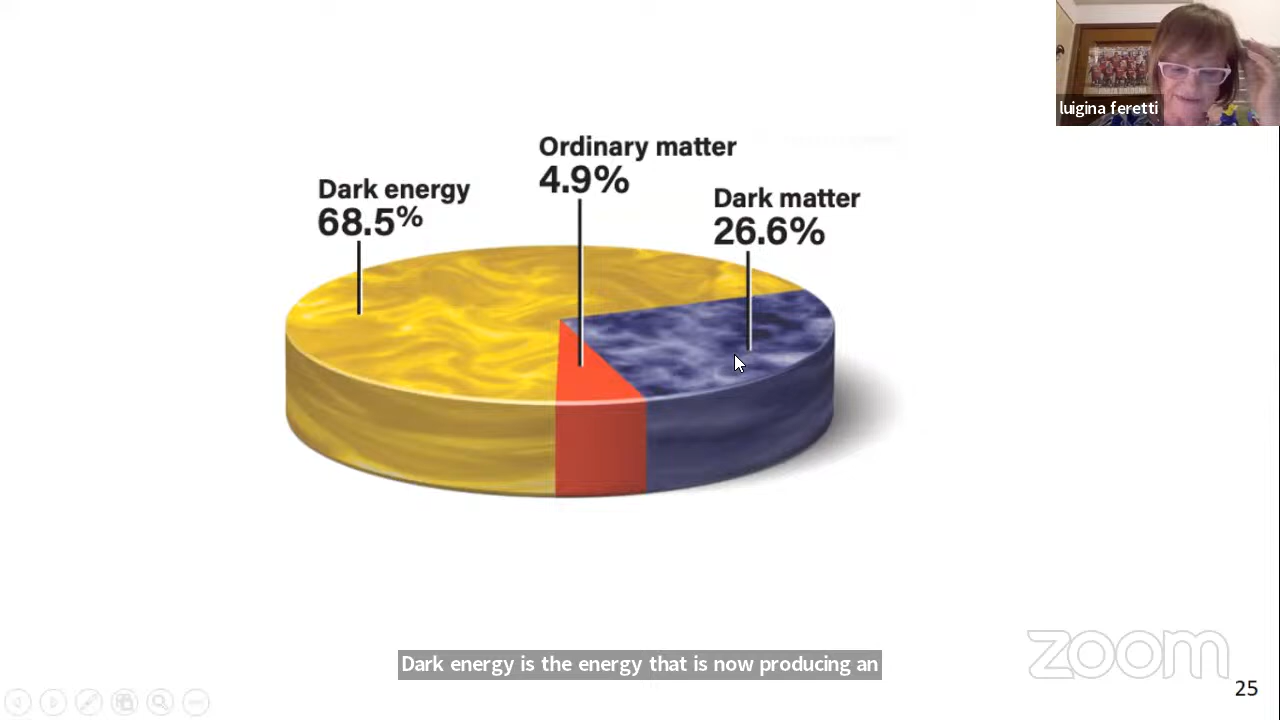 luigina feretti
Ordinary matter
4.9%
Dark energy
68.5%
Dark matter
26.6%
Dark energy is the energy that is now producing an
zoom
25